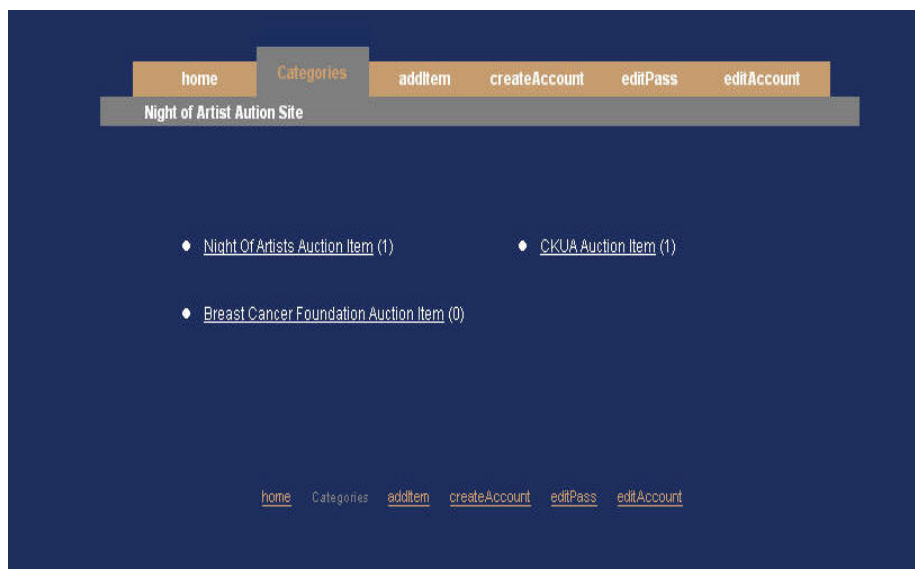 home Categories addItem createAccount editPass editAccount
Night of Artist Aution Site
Night Of Artists Auction Item (1) CKUA Auction Item (1)
Breast Cancer Foundation Auction Item (0)
home Categories addItem createAccount editPass editAccount